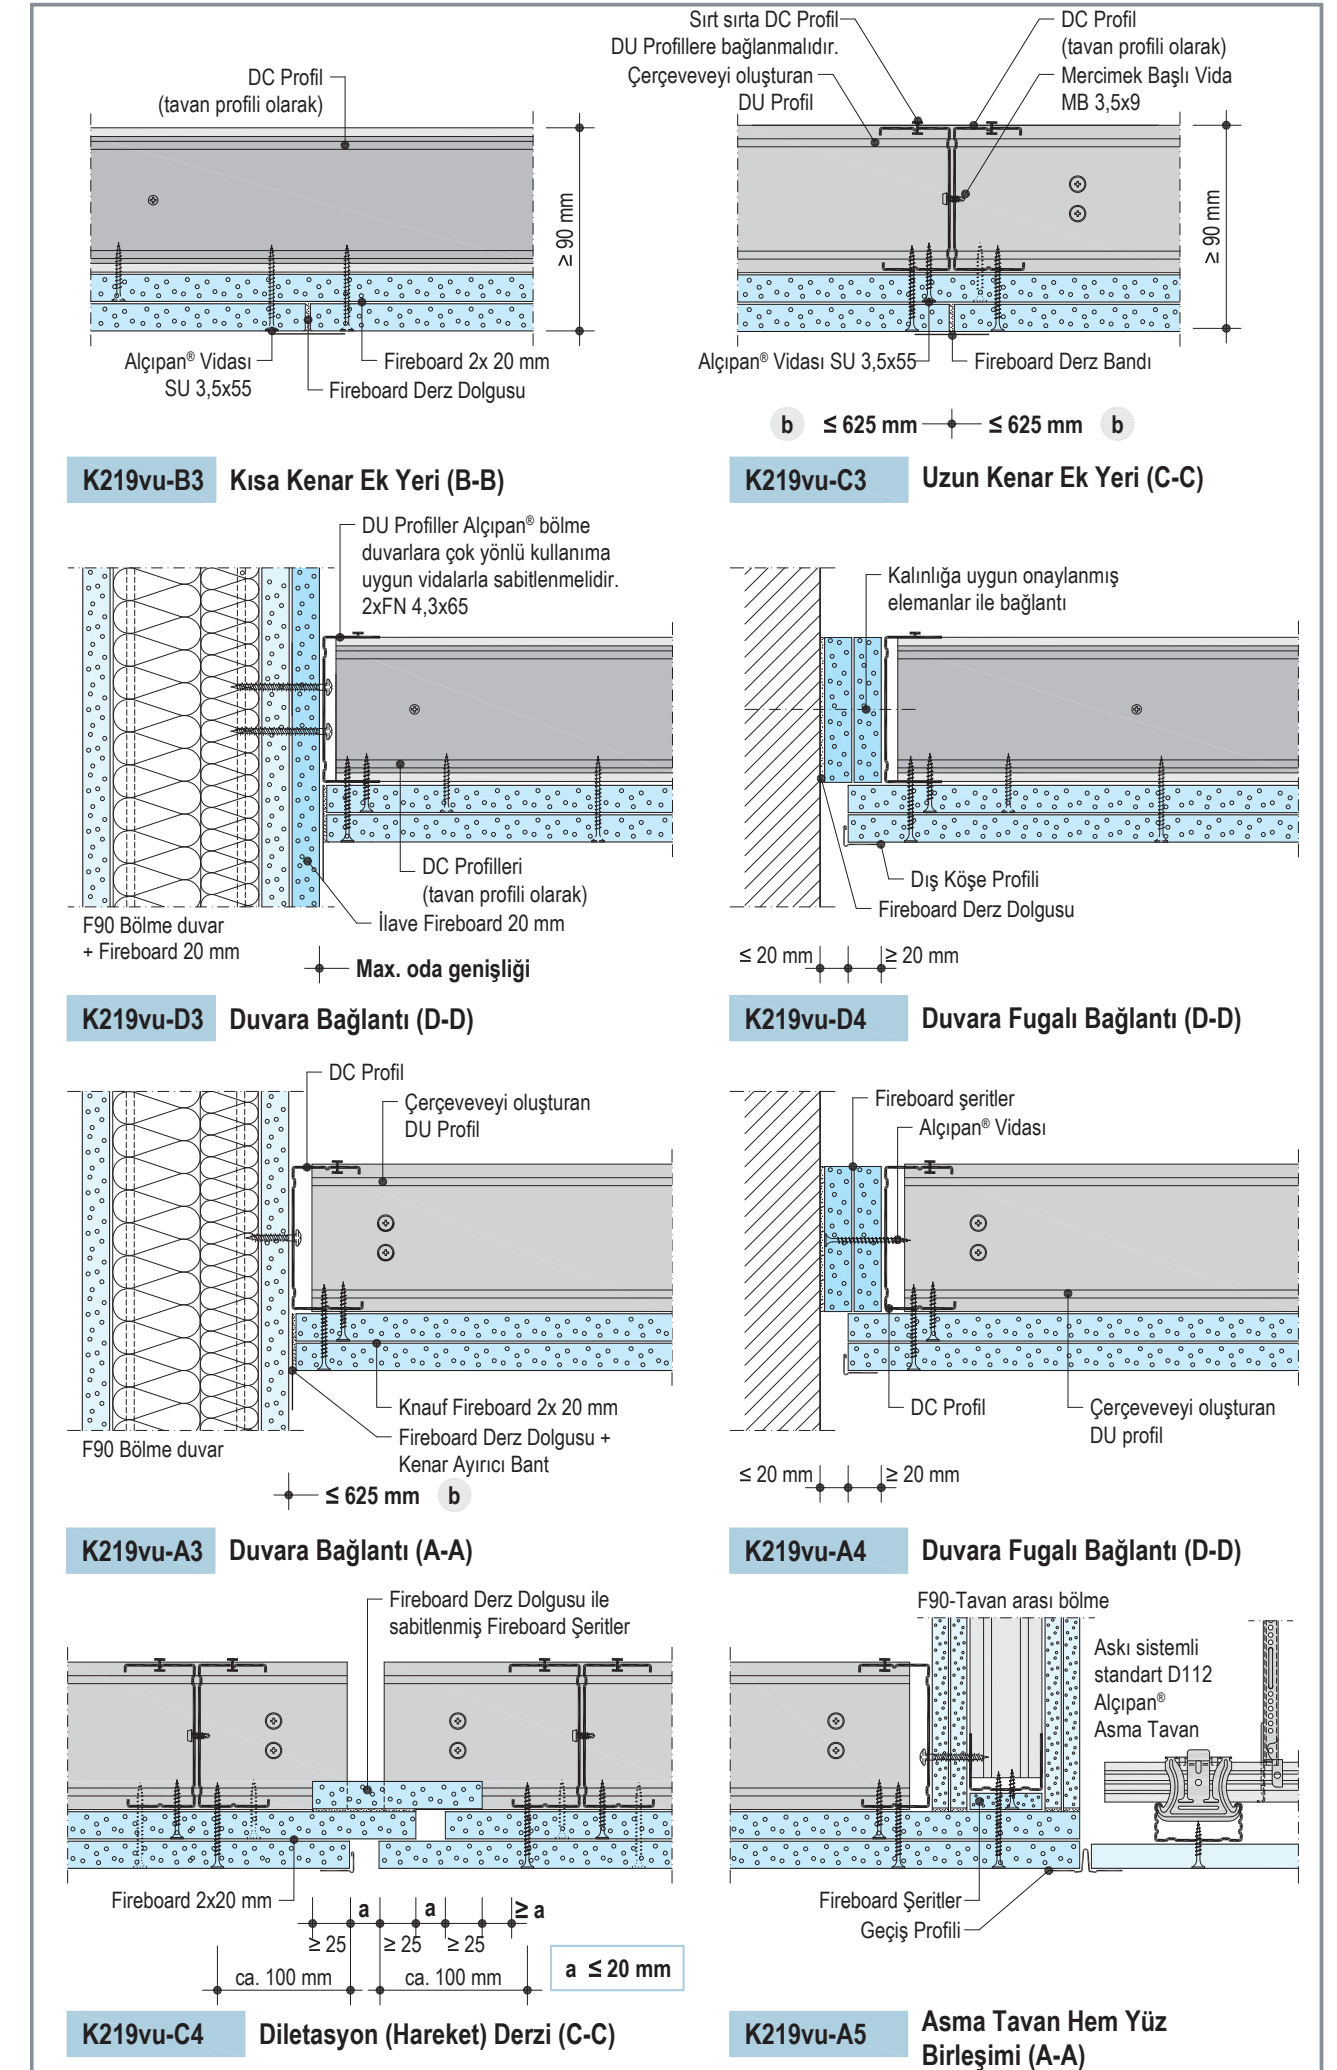 DC Profil
(tavan profili olarak)
≥ 90 mm
Alçıpan® Vidası
SU 3,5x55
Fireboard 2x 20 mm
Fireboard Derz Dolgusu
K219vu-B3 Kısa Kenar Ek Yeri (B-B)
Sırt sırta DC Profil
DU Profillere bağlanmalıdır.
Çerçeveveyi oluşturan
DU Profil
DC Profil
(tavan profili olarak)
Mercimek Başlı Vida
MB 3,5x9
≥ 90 mm
Alçıpan® Vidası SU 3,5x55
Fireboard Derz Bandı
b ≤ 625 mm ≤ 625 mm b
K219vu-C3 Uzun Kenar Ek Yeri (C-C)
DU Profiller Alçıpan® bölme
duvarlara çok yönlü kullanıma
uygun vidalarla sabitlenmelidir.
2xFN 4,3x65
DC Profilleri
(tavan profili olarak)
İlave Fireboard 20 mm
F90 Bölme duvar
+ Fireboard 20 mm
Max. oda genişliği
K219vu-D3 Duvara Bağlantı (D-D)
Kalınlığa uygun onaylanmış
elemanlar ile bağlantı
Dış Köşe Profili
Fireboard Derz Dolgusu
≤ 20 mm ≥ 20 mm
K219vu-D4 Duvara Fugalı Bağlantı (D-D)
DC Profil
Çerçeveveyi oluşturan
DU Profil
Knauf Fireboard 2x 20 mm
Fireboard Derz Dolgusu +
Kenar Ayırıcı Bant
F90 Bölme duvar
≤ 625 mm b
K219vu-A3 Duvara Bağlantı (A-A)
Fireboard şeritler
Alçıpan® Vidası
DC Profil
Çerçeveveyi oluşturan
DU profil
≤ 20 mm ≥ 20 mm
K219vu-A4 Duvara Fugalı Bağlantı (D-D)
Fireboard Derz Dolgusu ile
sabitlenmiş Fireboard Şeritler
Fireboard 2x20 mm
a a ≥ a
≥ 25 ≥ 25 ≥ 25
ca. 100 mm ca. 100 mm
a ≤ 20 mm
K219vu-C4 Diletasyon (Hareket) Derzi (C-C)
F90-Tavan arası bölme
Askı sistemli
standart D112
Alçıpan®
Asma Tavan
Fireboard Şeritler
Geçiş Profili
K219vu-A5 Asma Tavan Hem Yüz
Birleşimi (A-A)